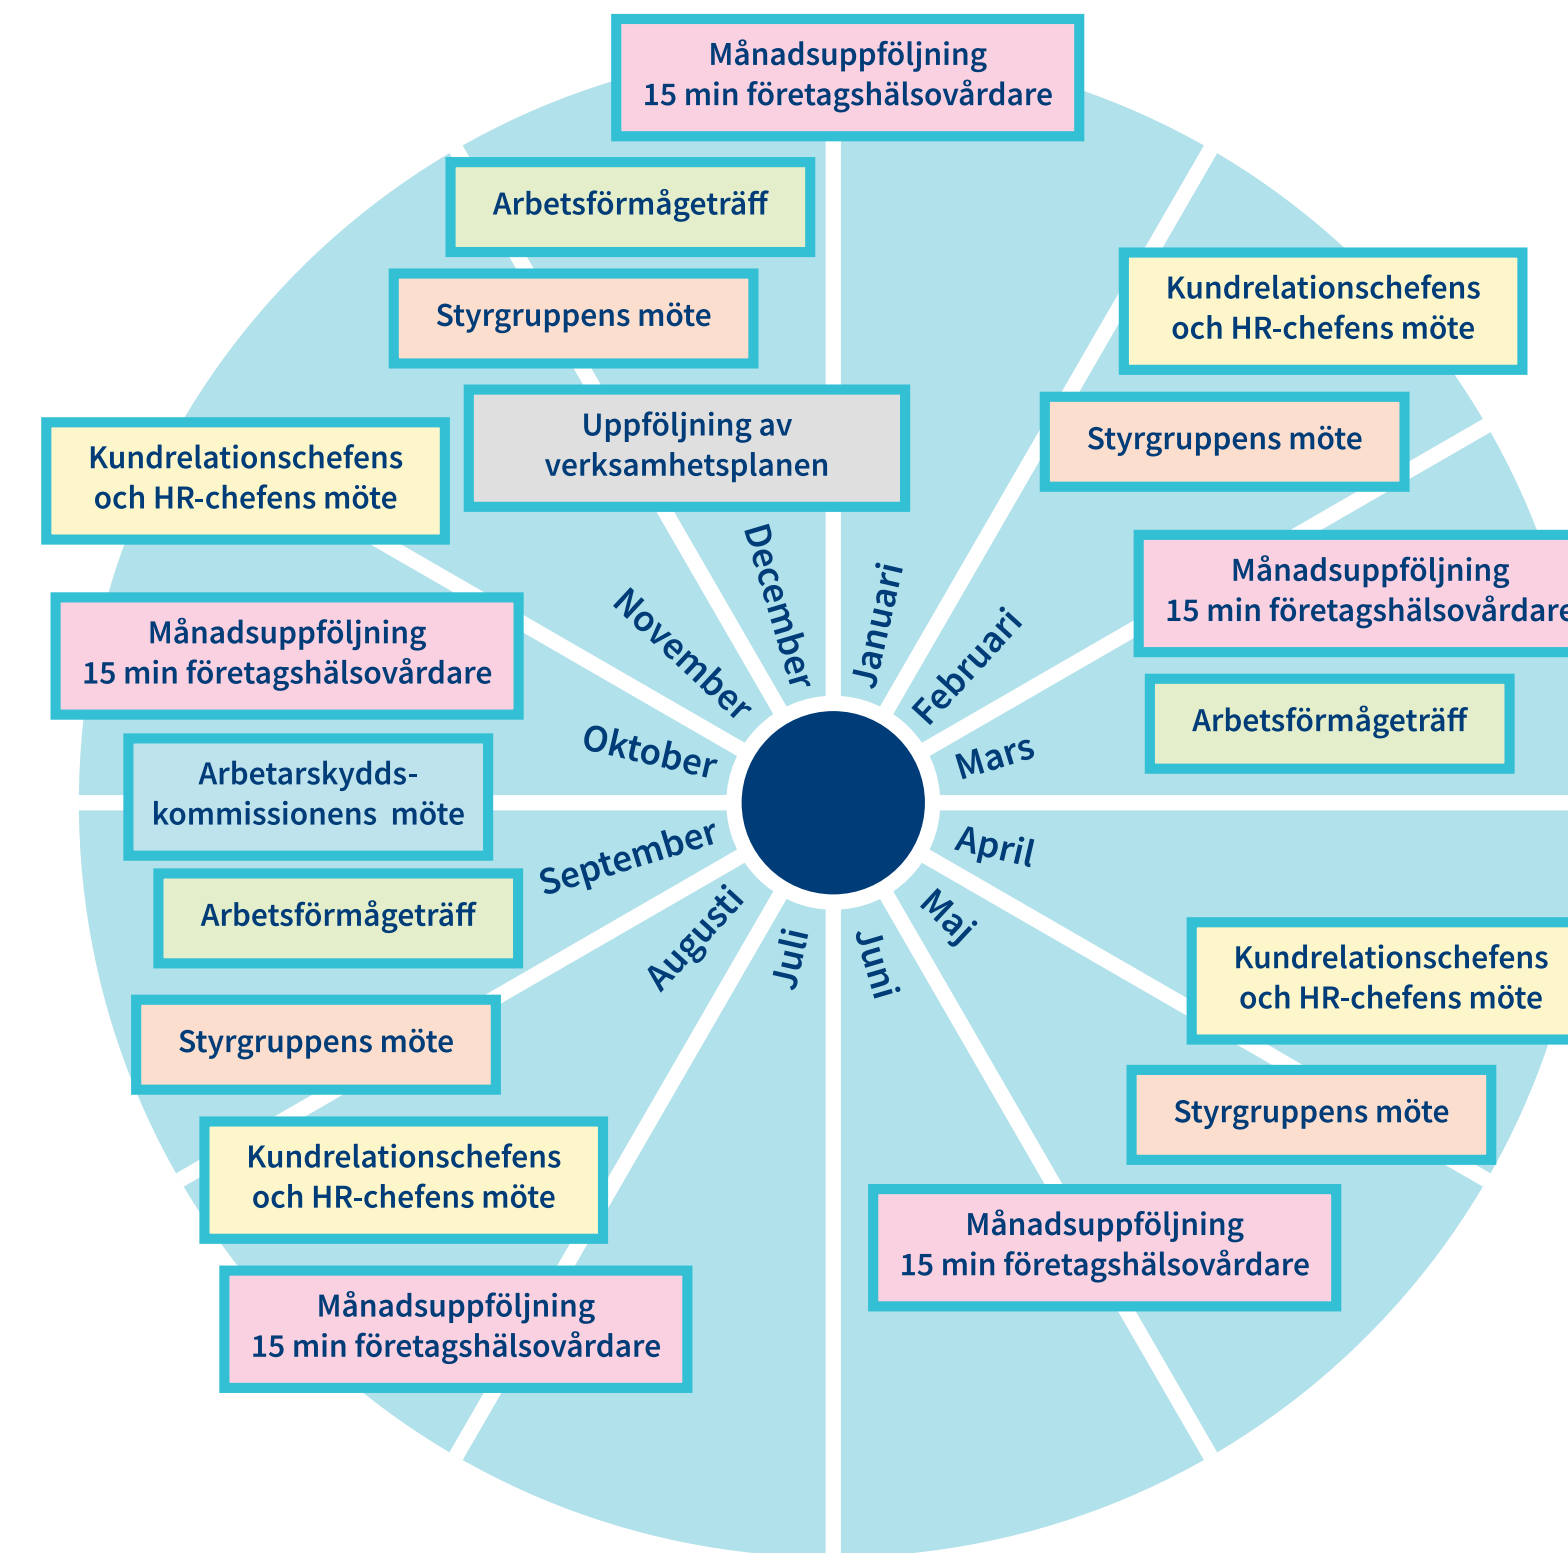 Månadsuppföljning
15 min företagshälsovårdare
Arbetsförmågeträff
Styrgruppens möte
Uppföljning av
verksamhetsplanen
Kundrelationschefens
och HR-chefens möte
Styrgruppens möte
Kundrelationschefens
och HR-chefens möte
Månadsuppföljning
15 min företagshälsovårdare
Arbetsförmågeträff
Månadsuppföljning
15 min företagshälsovårdare
Arbetarskydds-
kommissionens möte
Arbetsförmågeträff
Styrgruppens möte
Kundrelationschefens
och HR-chefens möte
Månadsuppföljning
15 min företagshälsovårdare
Kundrelationschefens
och HR-chefens möte
Styrgruppens möte
Månadsuppföljning
15 min företagshälsovårdare
Januari
Februari
Mars
April
Maj
Juni
Juli
Augusti
September
Oktober
November
December